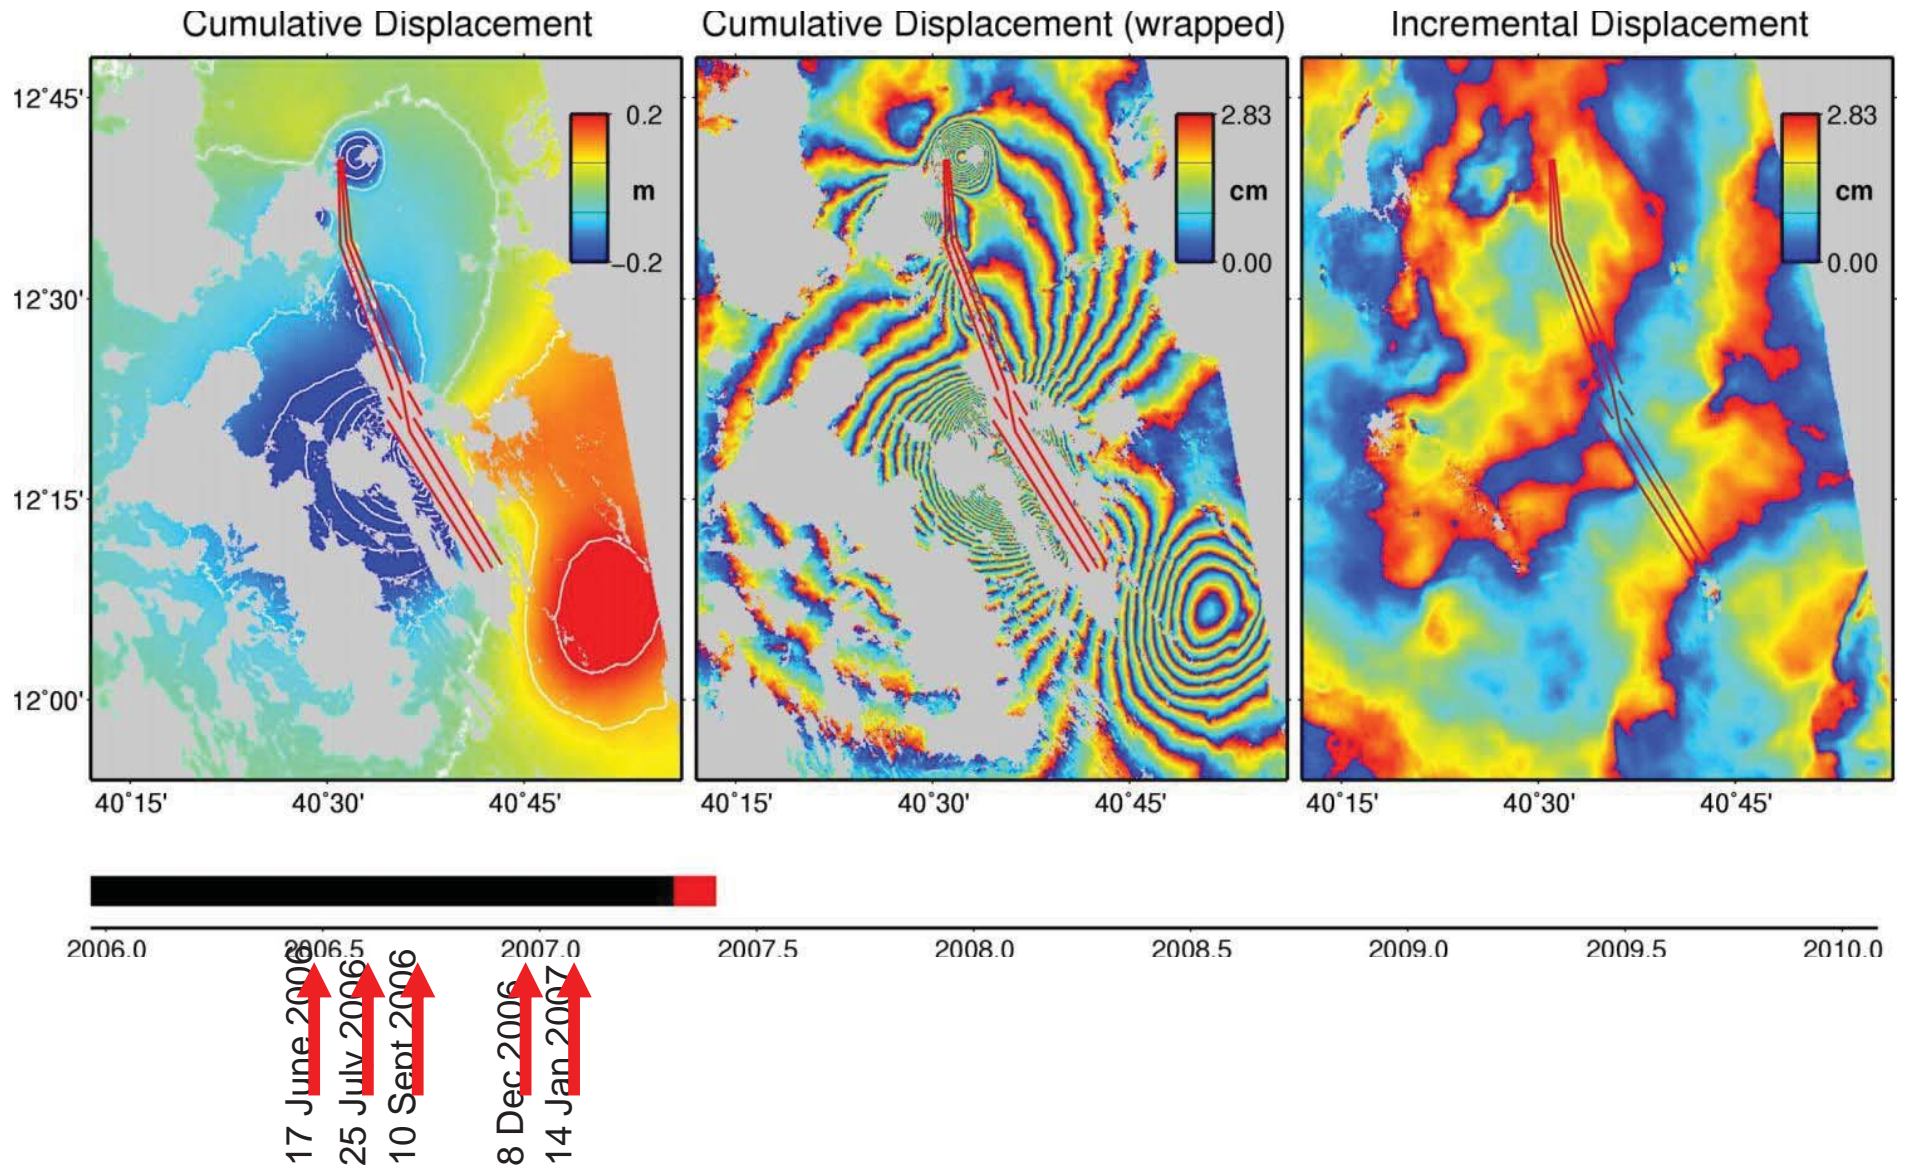 Cumulative Displacement
Cumulative Displacement (wrapped)
Incremental Displacement
12°45'
12°30'
12°15'
12°00'
0.2
m
−0.2
2.83
cm
0.00
2.83
cm
0.00
40°15'
40°30'
40°45'
40°15'
40°30'
40°45'
40°15'
40°30'
40°45'
2006.0
2006.5
2007.0
2007.5
2008.0
2008.5
2009.0
2009.5
2010.0
17 June 2006
25 July 2006
10 Sept 2006
8 Dec 2006
14 Jan 2007